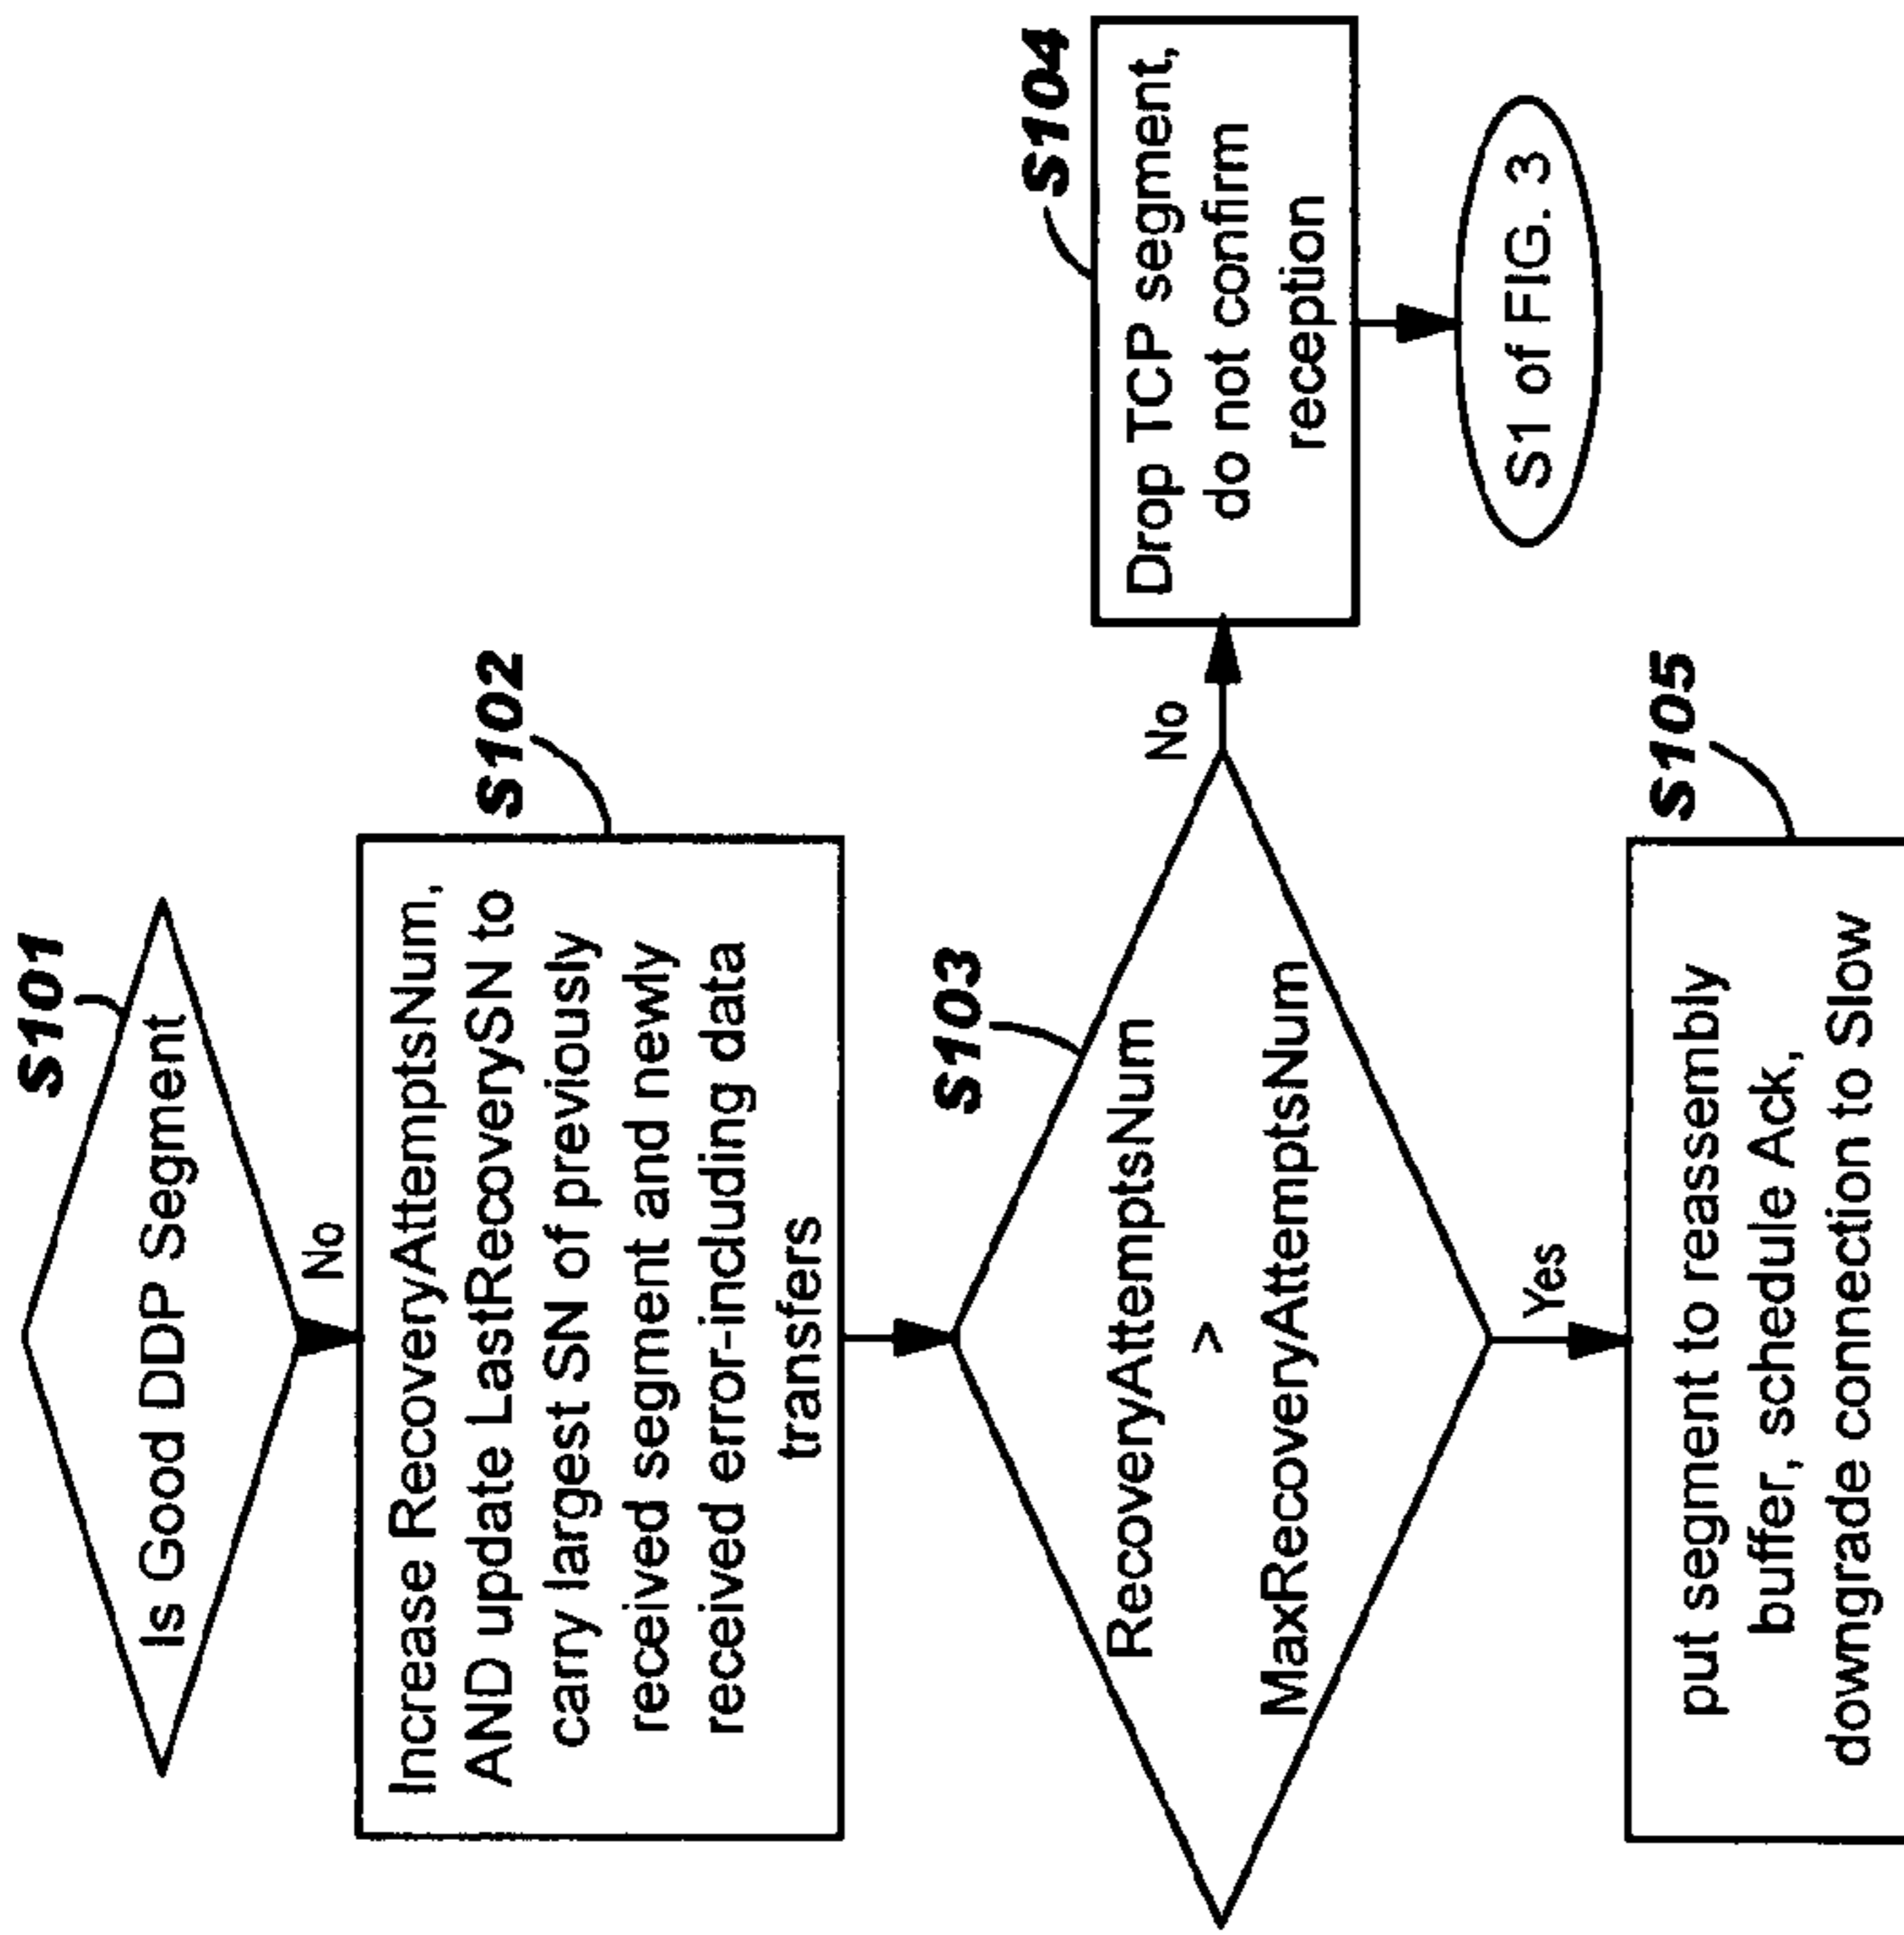 S101
Is Good DDP Segment
No
S102
Increase RecoveryAttemptsNum,
AND update LastRecoverySN to
carry largest SN of previously
received segment and newly
received error-including data
transfers
S103
RecoveryAttemptsNum
>
MaxRecoveryAttemptsNum
No
S104
Drop TCP segment,
do not confirm
reception
S1 of FIG. 3
Yes
S105
put segment to reassembly
buffer, schedule Ack,
downgrade connection to Slow